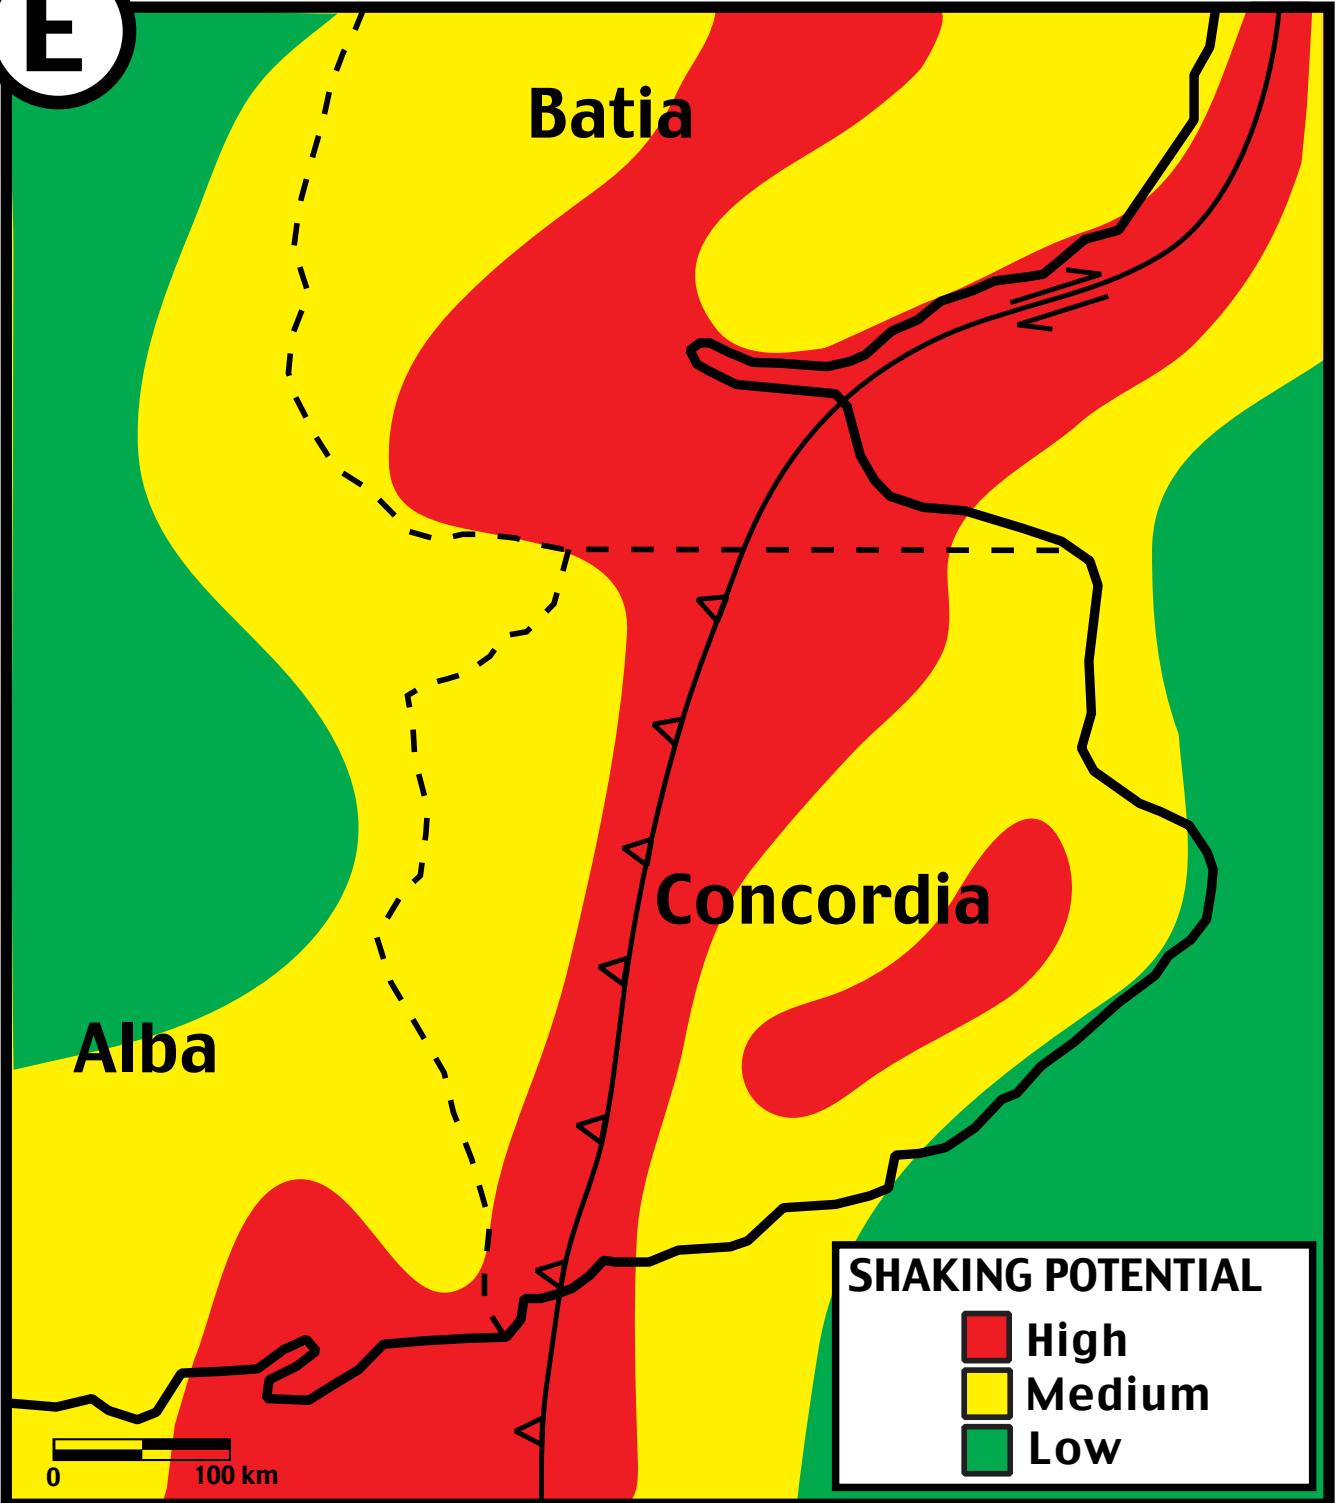 E
Batia
Concordia
Alba
SHAKING POTENTIAL
High
Medium
Low
0 100 km